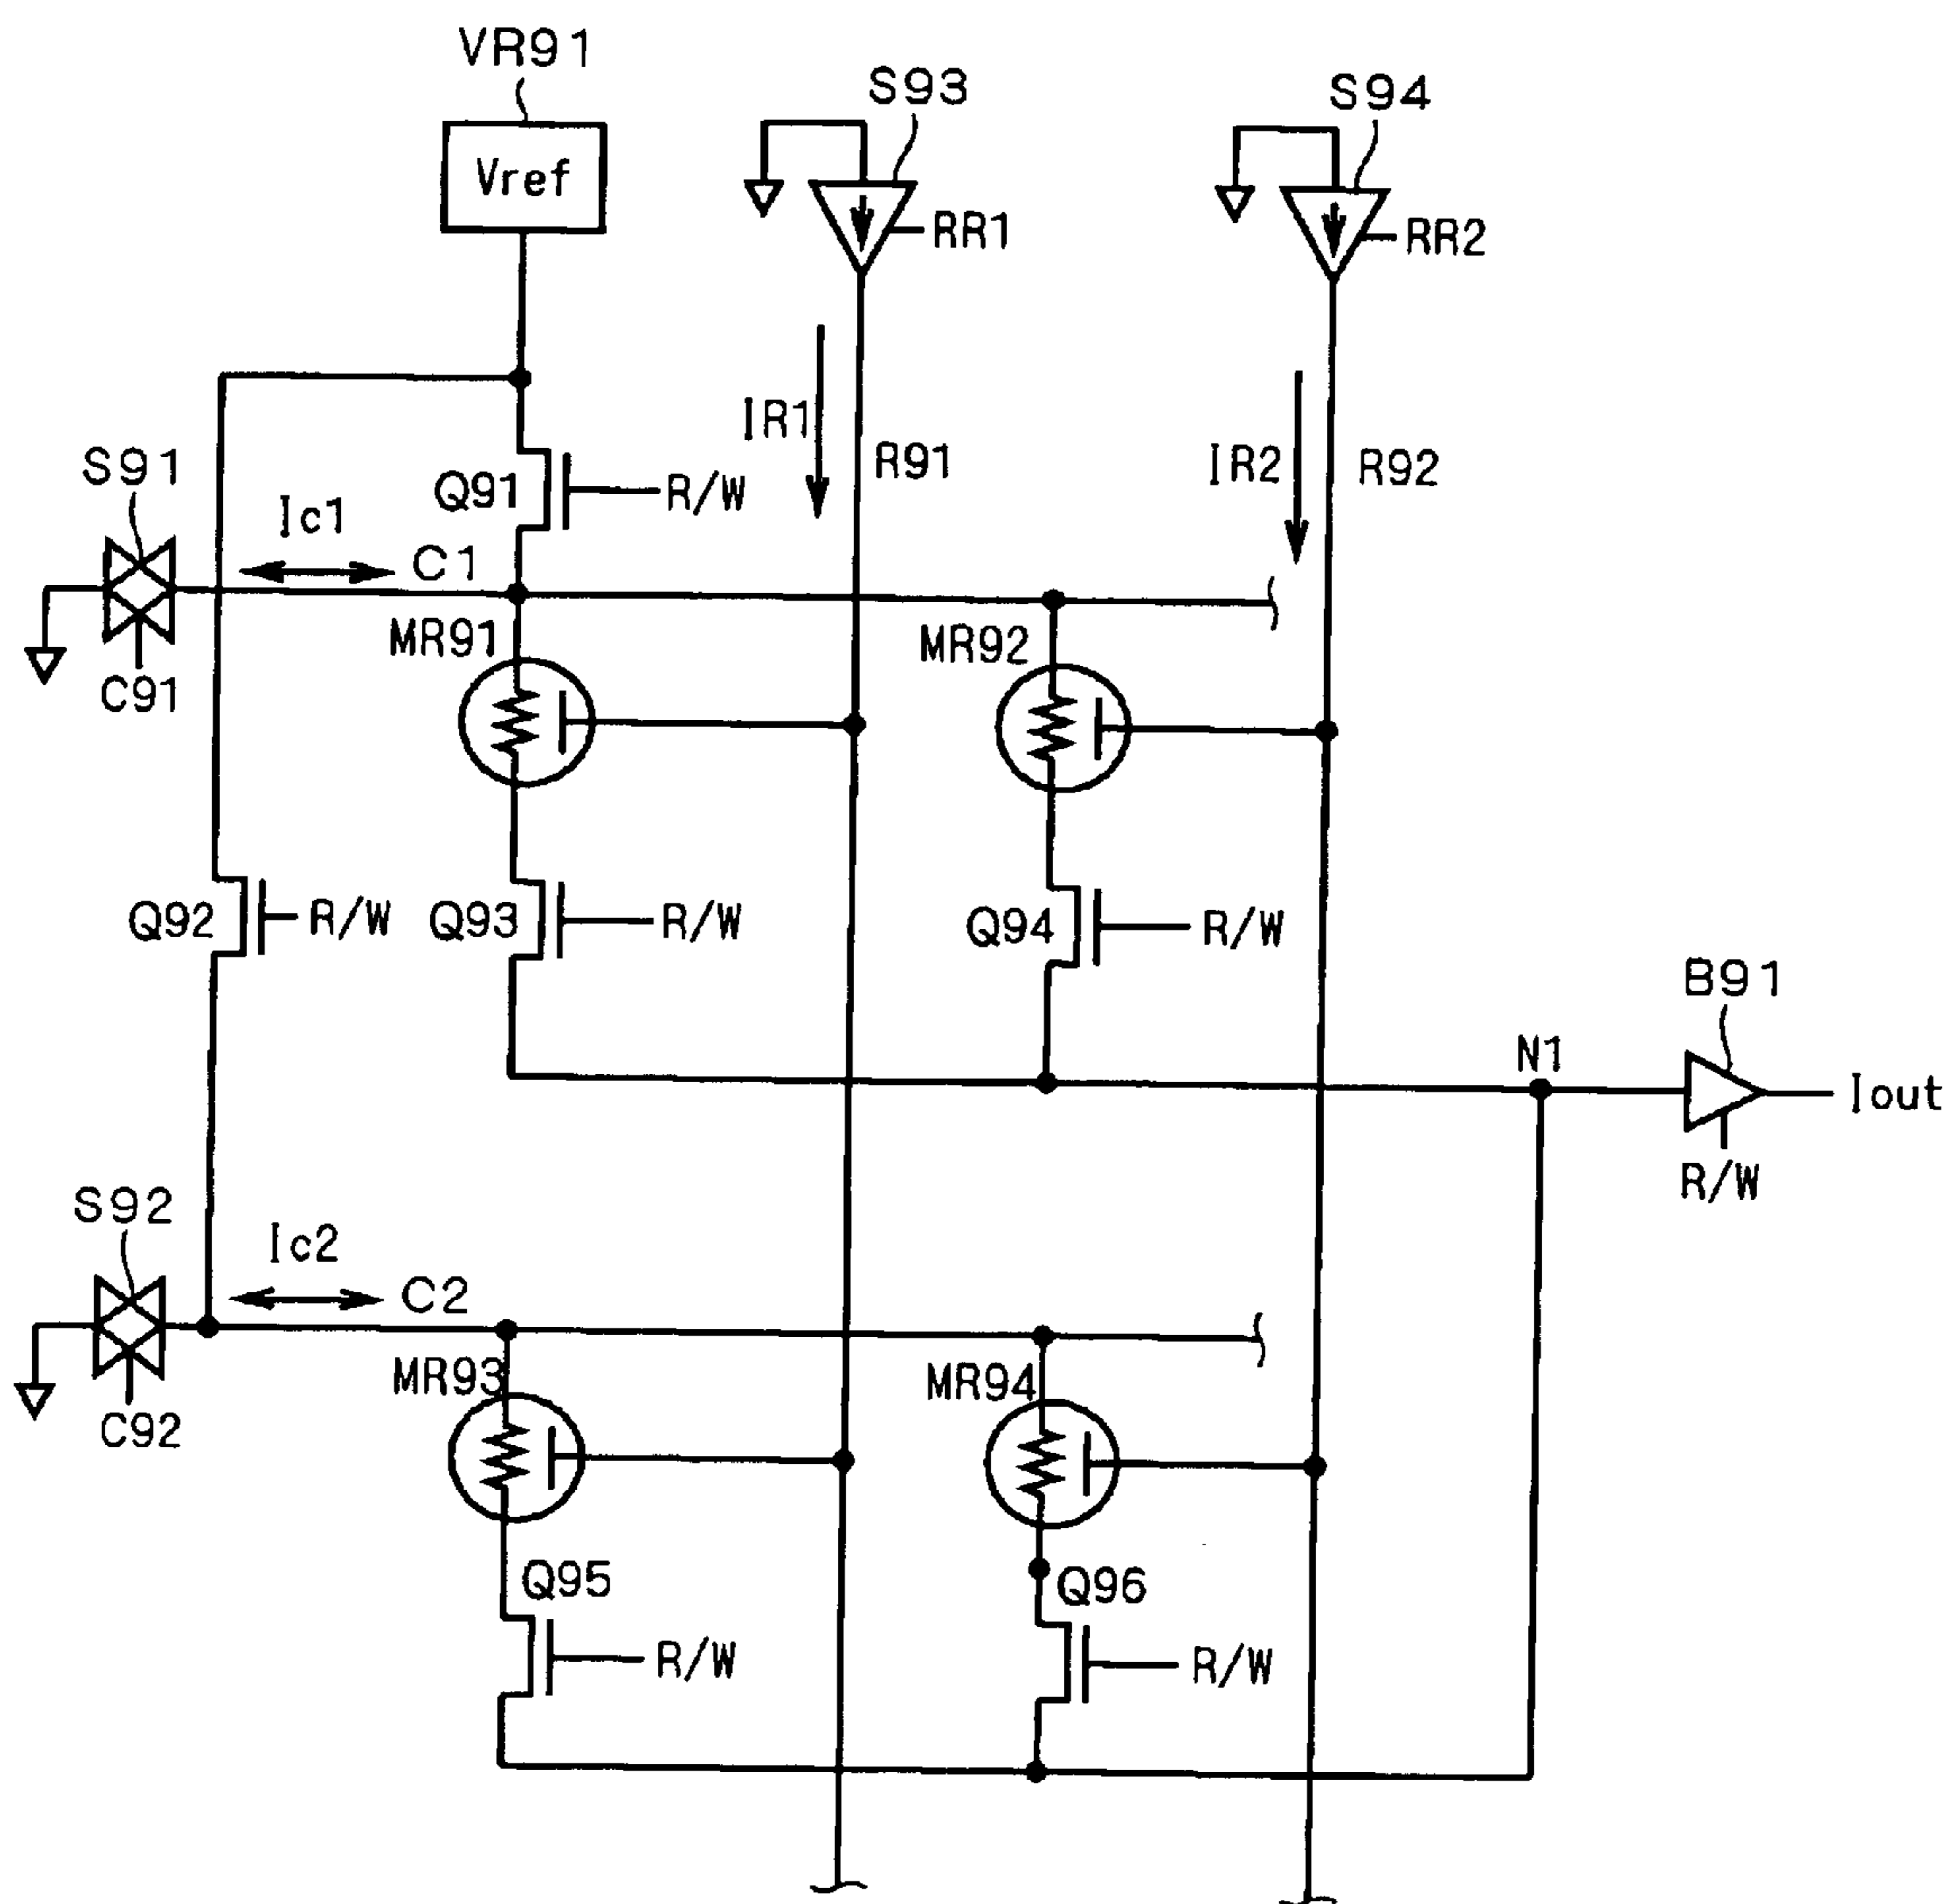 VR91
S93
S94
Vref
RR1
RR2
IR1
R91
IR2
R92
S91
Ic1
Q91
R/W
C1
MR91
MR92
C91
Q92
R/W
Q93
R/W
Q94
R/W
B91
N1
Iout
R/W
S92
Ic2
C2
MR93
MR94
C92
Q95
Q96
R/W
R/W